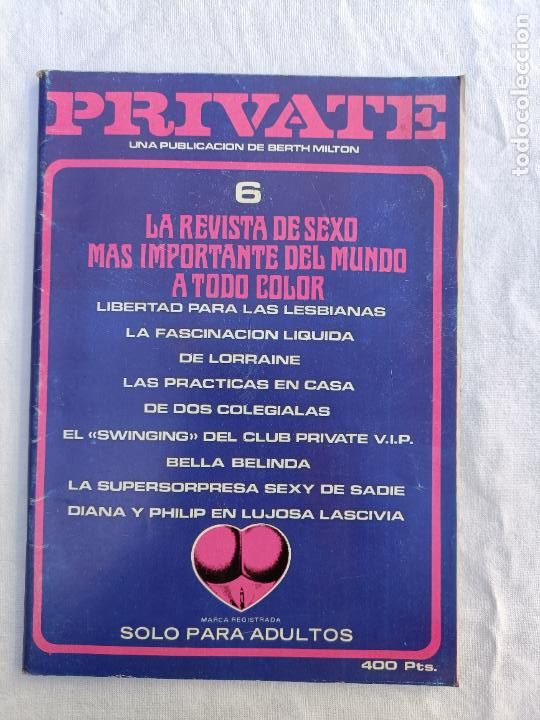 PRIVATE
UNA PUBLICACION DE BERTH MILTON
6
LA REVISTA DE SEXO
MAS IMPORTANTE DEL MUNDO
A TODO COLOR
LIBERTAD PARA LAS LESBIANAS
LA FASCINACION LIQUIDA
DE LORRAINE
LAS PRACTICAS EN CASA
DE DOS COLEGIALAS
EL «SWINGING» DEL CLUB PRIVATE V.I.P.
BELLA BELINDA
LA SUPERSORPRESA SEXY DE SADIE
DIANA Y PHILIP EN LUJOSA LASCIVIA
MARCA REGISTRADA
SOLO PARA ADULTOS
400 Pts.
todocoleccion.net